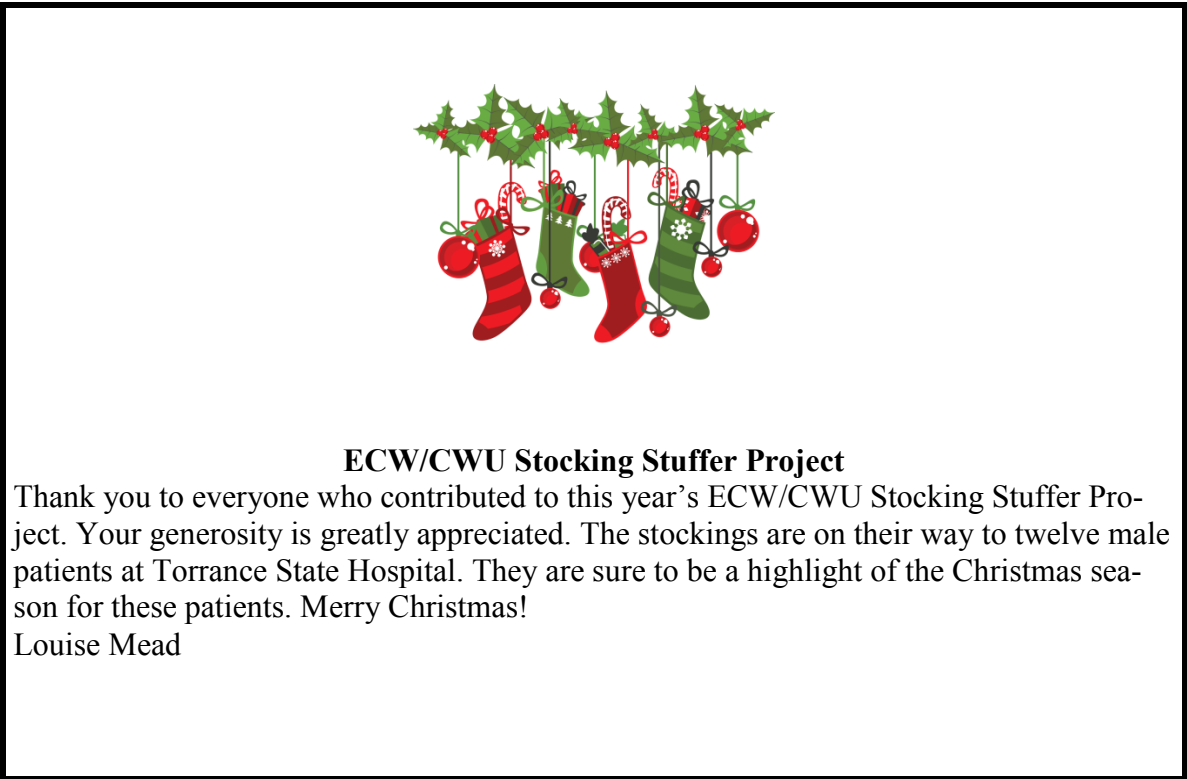 ECW/CWU Stocking Stuffer Project
Thank you to everyone who contributed to this year’s ECW/CWU Stocking Stuffer Pro-
ject. Your generosity is greatly appreciated. The stockings are on their way to twelve male
patients at Torrance State Hospital. They are sure to be a highlight of the Christmas sea-
son for these patients. Merry Christmas!
Louise Mead